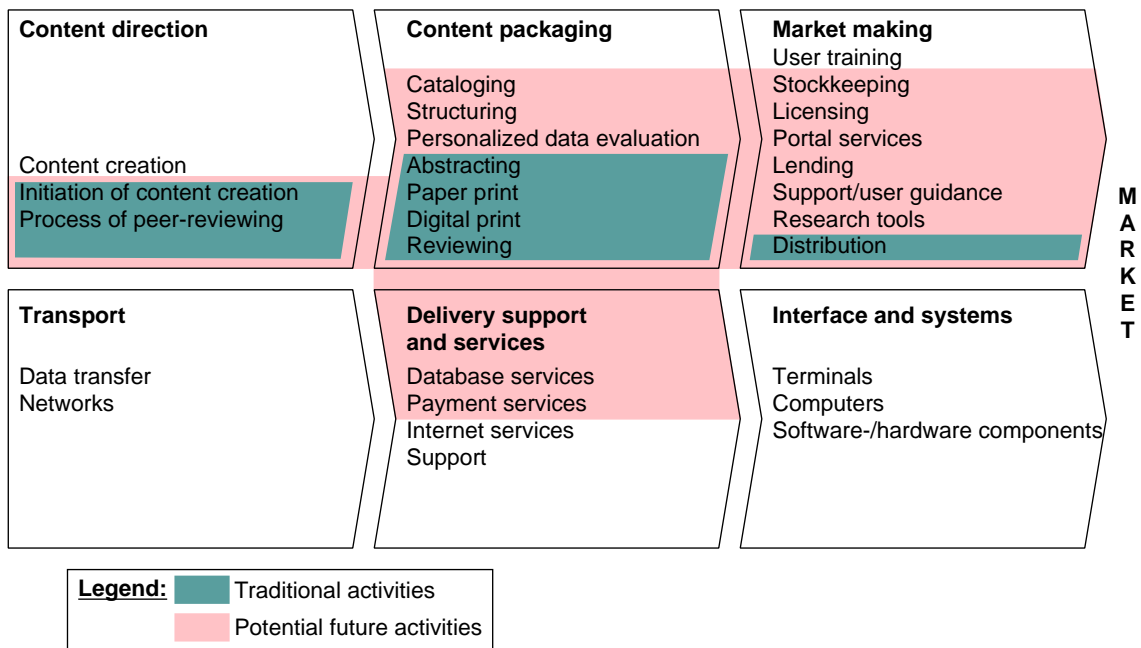 Content direction
Content creation
Initiation of content creation
Process of peer-reviewing
Content packaging
Cataloging
Structuring
Personalized data evaluation
Abstracting
Paper print
Digital print
Reviewing
Market making
User training
Stockkeeping
Licensing
Portal services
Lending
Support/user guidance
Research tools
Distribution
Transport
Data transfer
Networks
Delivery support
and services
Database services
Payment services
Internet services
Support
Interface and systems
Terminals
Computers
Software-/hardware components
M
A
R
K
E
T
Legend:
Traditional activities
Potential future activities